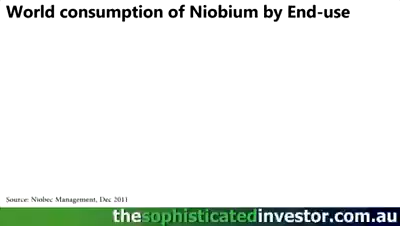 World consumption of Niobium by End-use
Source: Niobec Management, Dec 2011
thesophisticatedinvestor.com.au